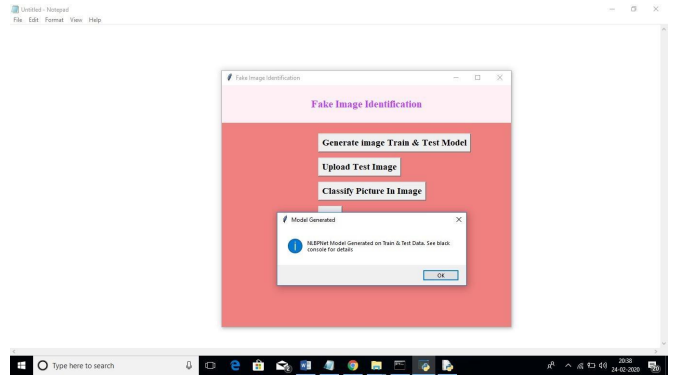 Untitled - Notepad
File Edit Format View Help
Fake Image Identification
Fake Image Identification
Generate image Train & Test Model
Upload Test Image
Classify Picture In Image
Model Generated
NLBPNet Model Generated on Train & Test Data. See black
console for details
OK
Type here to search
20:38
24-02-2020
20